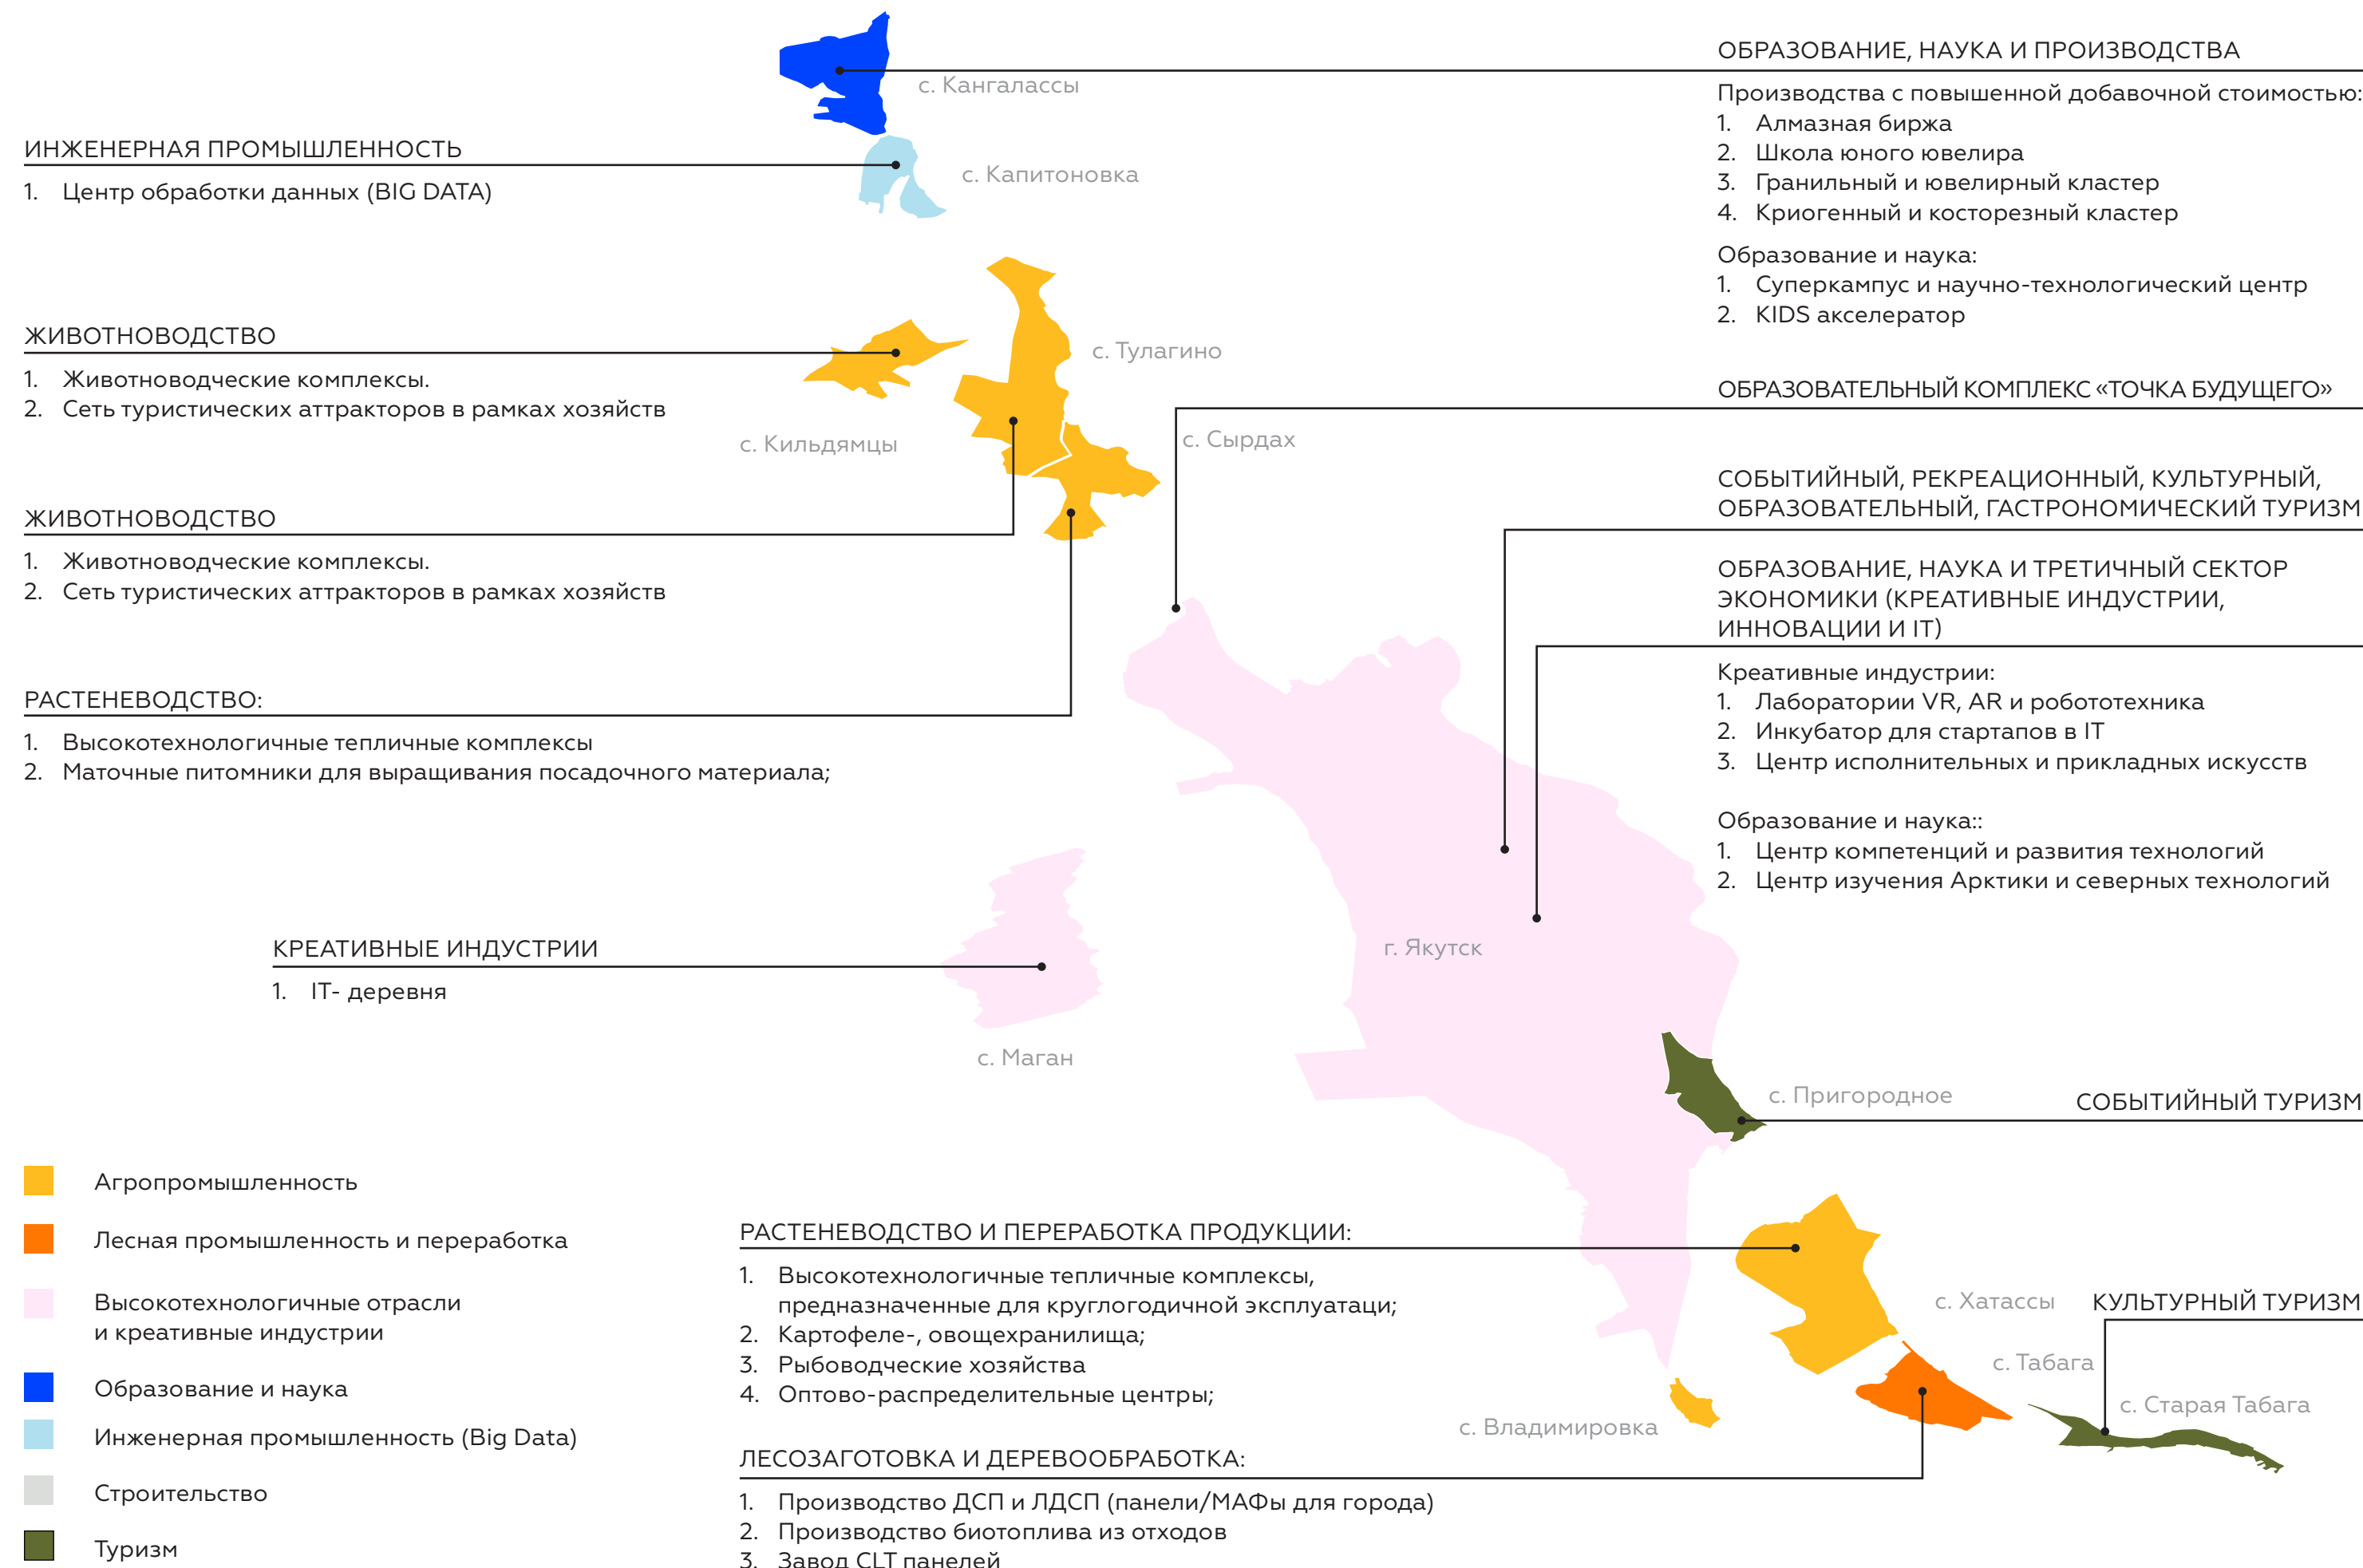 с. Кангалассы
ОБРАЗОВАНИЕ, НАУКА И ПРОИЗВОДСТВА
Производства с повышенной добавочной стоимостью:
1. Алмазная биржа
2. Школа юного ювелира
3. Гранильный и ювелирный кластер
4. Криогенный и косторезный кластер
Образование и наука:
1. Суперкампус и научно-технологический центр
2. KIDS акселератор
ИНЖЕНЕРНАЯ ПРОМЫШЛЕННОСТЬ
1. Центр обработки данных (BIG DATA)
с. Капитоновка
ЖИВОТНОВОДСТВО
1. Животноводческие комплексы.
2. Сеть туристических аттракторов в рамках хозяйств
с. Тулагино
с. Кильдямцы
с. Сырдах
ОБРАЗОВАТЕЛЬНЫЙ КОМПЛЕКС «ТОЧКА БУДУЩЕГО»
ЖИВОТНОВОДСТВО
1. Животноводческие комплексы.
2. Сеть туристических аттракторов в рамках хозяйств
СОБЫТИЙНЫЙ, РЕКРЕАЦИОННЫЙ, КУЛЬТУРНЫЙ,
ОБРАЗОВАТЕЛЬНЫЙ, ГАСТРОНОМИЧЕСКИЙ ТУРИЗМ
ОБРАЗОВАНИЕ, НАУКА И ТРЕТИЧНЫЙ СЕКТОР
ЭКОНОМИКИ (КРЕАТИВНЫЕ ИНДУСТРИИ,
ИННОВАЦИИ И IT)
Креативные индустрии:
1. Лаборатории VR, AR и робототехника
2. Инкубатор для стартапов в IT
3. Центр исполнительных и прикладных искусств
Образование и наука::
1. Центр компетенций и развития технологий
2. Центр изучения Арктики и северных технологий
РАСТЕНЕВОДСТВО:
1. Высокотехнологичные тепличные комплексы
2. Маточные питомники для выращивания посадочного материала;
КРЕАТИВНЫЕ ИНДУСТРИИ
1. IT- деревня
г. Якутск
с. Маган
с. Пригородное
СОБЫТИЙНЫЙ ТУРИЗМ
Агропромышленность
Лесная промышленность и переработка
Высокотехнологичные отрасли
и креативные индустрии
Образование и наука
Инженерная промышленность (Big Data)
Строительство
Туризм
РАСТЕНЕВОДСТВО И ПЕРЕРАБОТКА ПРОДУКЦИИ:
1. Высокотехнологичные тепличные комплексы,
предназначенные для круглогодичной эксплуатаци;
2. Картофеле-, овощехранилища;
3. Рыбоводческие хозяйства
4. Оптово-распределительные центры;
с. Хатассы
КУЛЬТУРНЫЙ ТУРИЗМ
с. Табага
с. Старая Табага
с. Владимировка
ЛЕСОЗАГОТОВКА И ДЕРЕВООБРАБОТКА:
1. Производство ДСП и ЛДСП (панели/МАФы для города)
2. Производство биотоплива из отходов
3. Завод CLT панелей